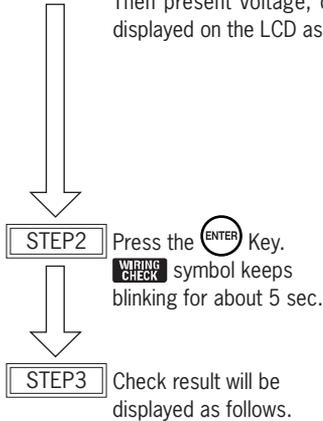 Then present voltage,
displayed on the LCD as
STEP2 Press the ENTER Key.
WIRING CHECK symbol keeps
blinking for about 5 sec.
STEP3 Check result will be
displayed as follows.